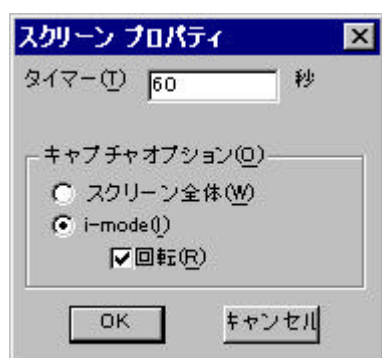 スクリーン プロパティ
タイマー(T) 60 秒
キャプチャオプション(O)
スクリーン全体(W)
i-mode(I)
回転(R)
OK キャンセル